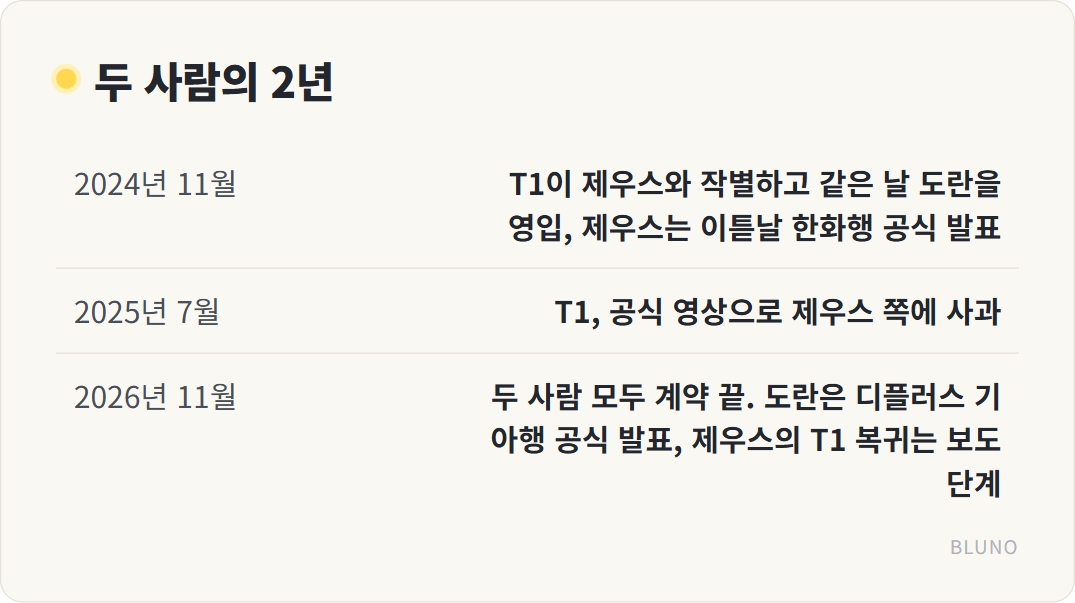 두 사람의 2년
2024년 11월
T1이 제우스와 작별하고 같은 날 도란을
영입, 제우스는 이튿날 한화행 공식 발표
2025년 7월
T1, 공식 영상으로 제우스 쪽에 사과
2026년 11월
두 사람 모두 계약 끝. 도란은 디플러스 기
아행 공식 발표, 제우스의 T1 복귀는 보도
단계
BLUNO